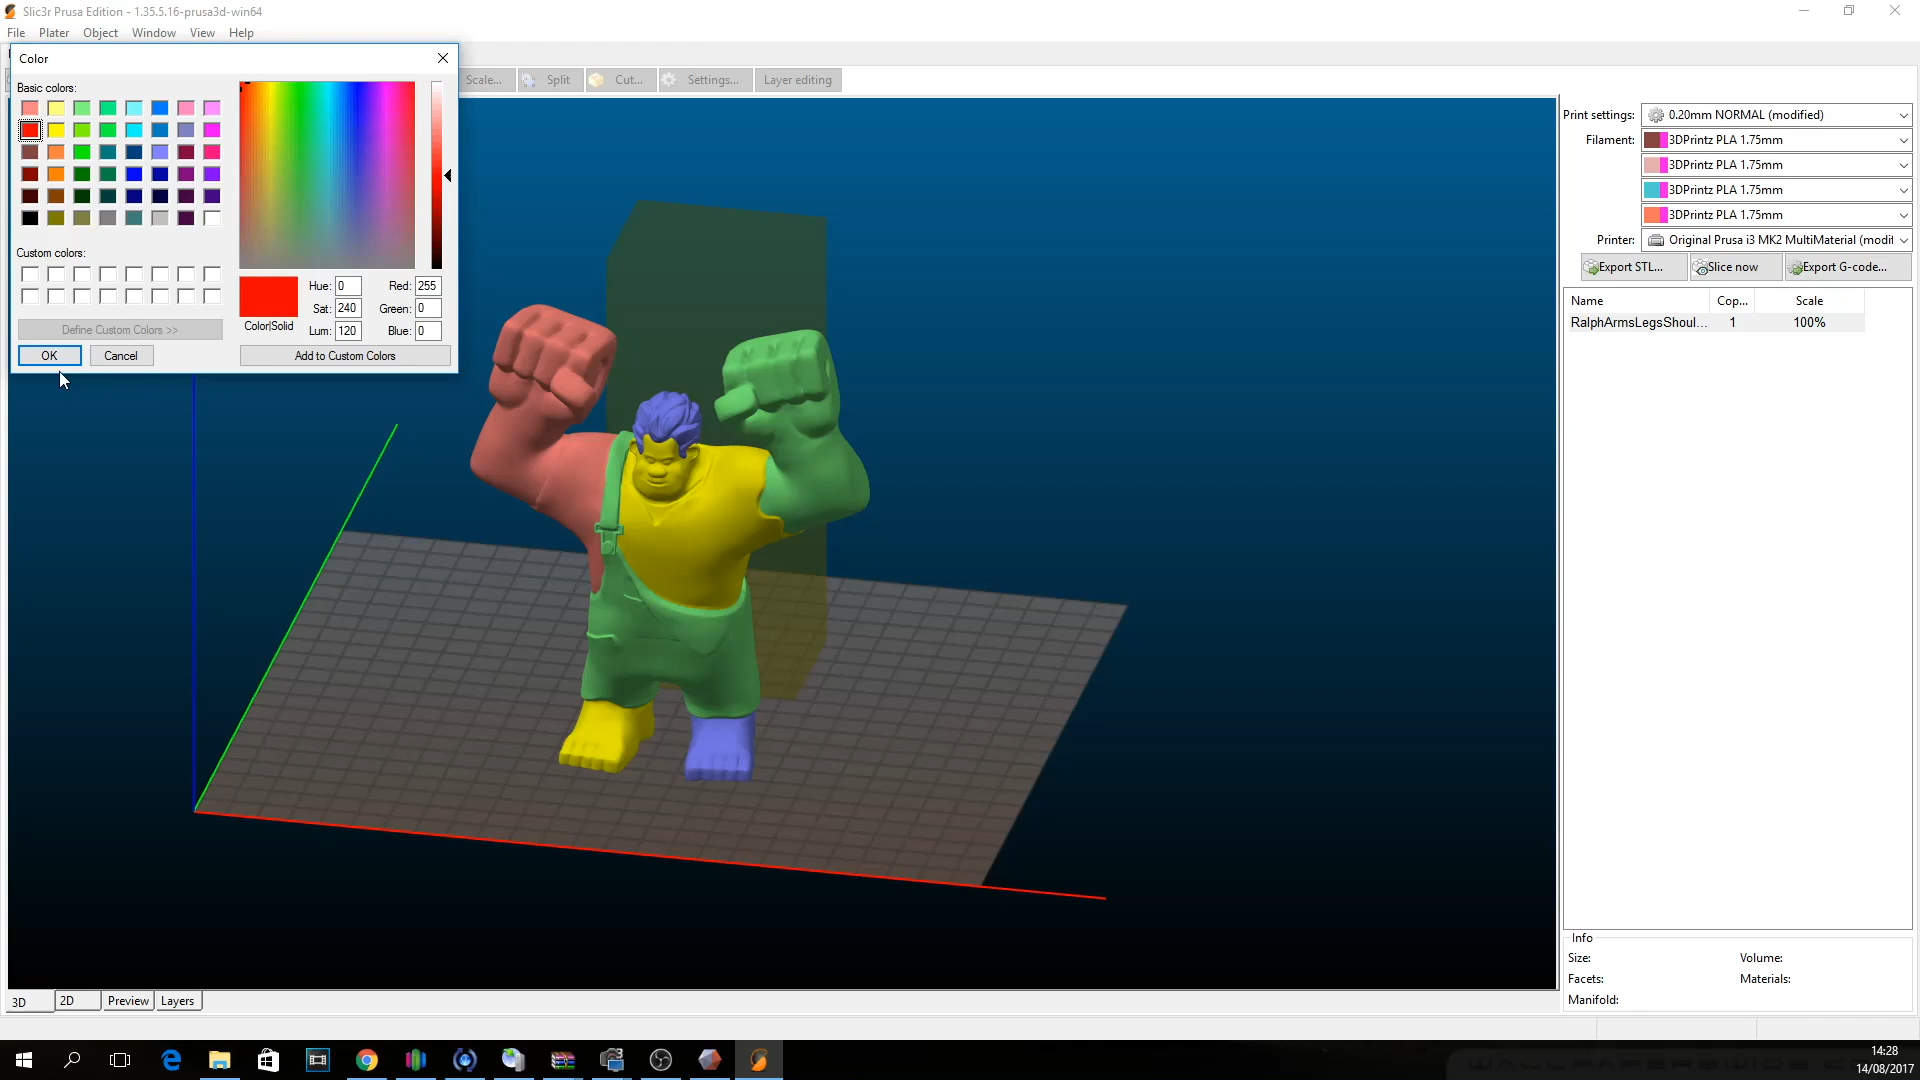 Slic3r Prusa Edition - 1.35.5.16-prusa3d-win64
File Plater Object Window View Help
Color
Scale... Split Cut... Settings... Layer editing
Basic colors:
Custom colors:
Define Custom Colors >>
OK Cancel
Color|Solid
Hue: 0 Red: 255
Sat: 240 Green: 0
Lum: 120 Blue: 0
Add to Custom Colors
Print settings: 0.20mm NORMAL (modified)
Filament: 3DPrintz PLA 1.75mm
3DPrintz PLA 1.75mm
3DPrintz PLA 1.75mm
3DPrintz PLA 1.75mm
Printer: Original Prusa i3 MK2 MultiMaterial (modif
Export STL... Slice now Export G-code...
Name Cop... Scale
RalphArmsLegsShoul... 1 100%
Info
Size: Volume:
Facets: Materials:
Manifold:
3D 2D Preview Layers
14:28
14/08/2017